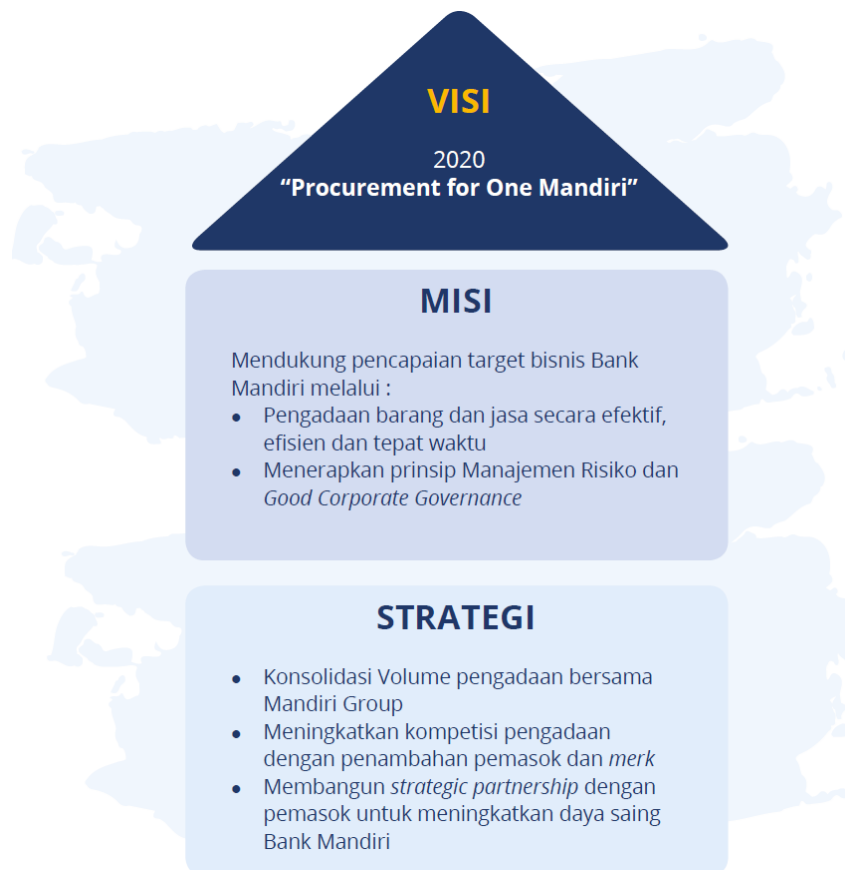 VISI
2020
“Procurement for One Mandiri”
MISI
Mendukung pencapaian target bisnis Bank
Mandiri melalui :
• Pengadaan barang dan jasa secara efektif,
efisien dan tepat waktu
• Menerapkan prinsip Manajemen Risiko dan
Good Corporate Governance
STRATEGI
• Konsolidasi Volume pengadaan bersama
Mandiri Group
• Meningkatkan kompetisi pengadaan
dengan penambahan pemasok dan merk
• Membangun strategic partnership dengan
pemasok untuk meningkatkan daya saing
Bank Mandiri